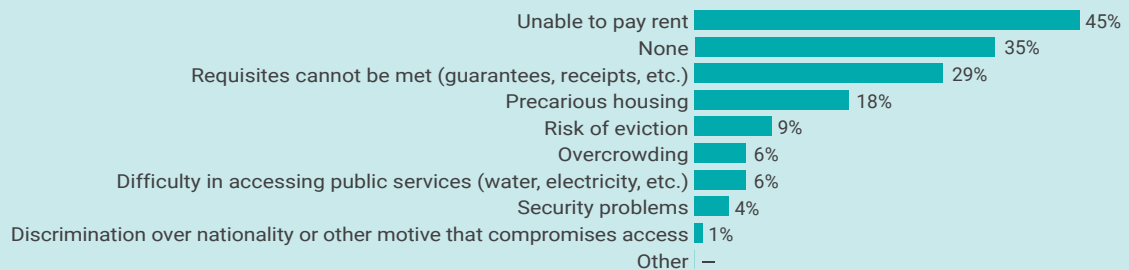 Unable to pay rent 45%
None 35%
Requisites cannot be met (guarantees, receipts, etc.) 29%
Precarious housing 18%
Risk of eviction 9%
Overcrowding 6%
Difficulty in accessing public services (water, electricity, etc.) 6%
Security problems 4%
Discrimination over nationality or other motive that compromises access 1%
Other —